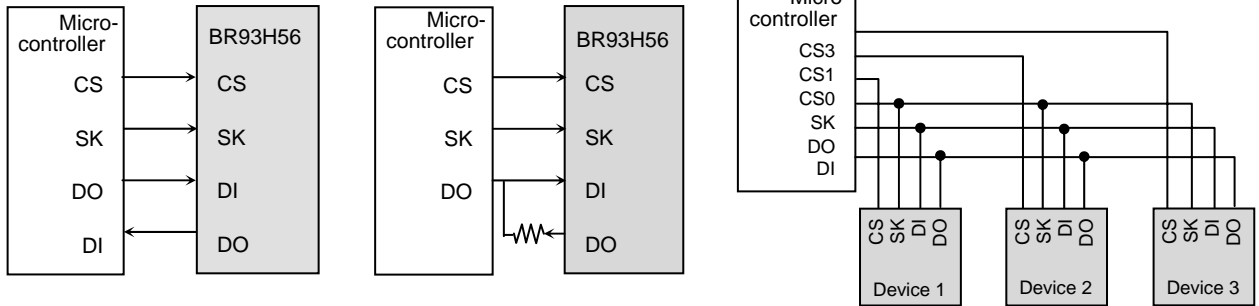 Micro-
controller
CS
SK
DO
DI
BR93H56
CS
SK
DI
DO
Micro-
controller
CS
SK
DO
BR93H56
CS
SK
DI
DO
Micro
controller
CS3
CS1
CS0
SK
DO
DI
CS
SK
DI
DO
Device 1
CS
SK
DI
DO
Device 2
CS
SK
DI
DO
Device 3